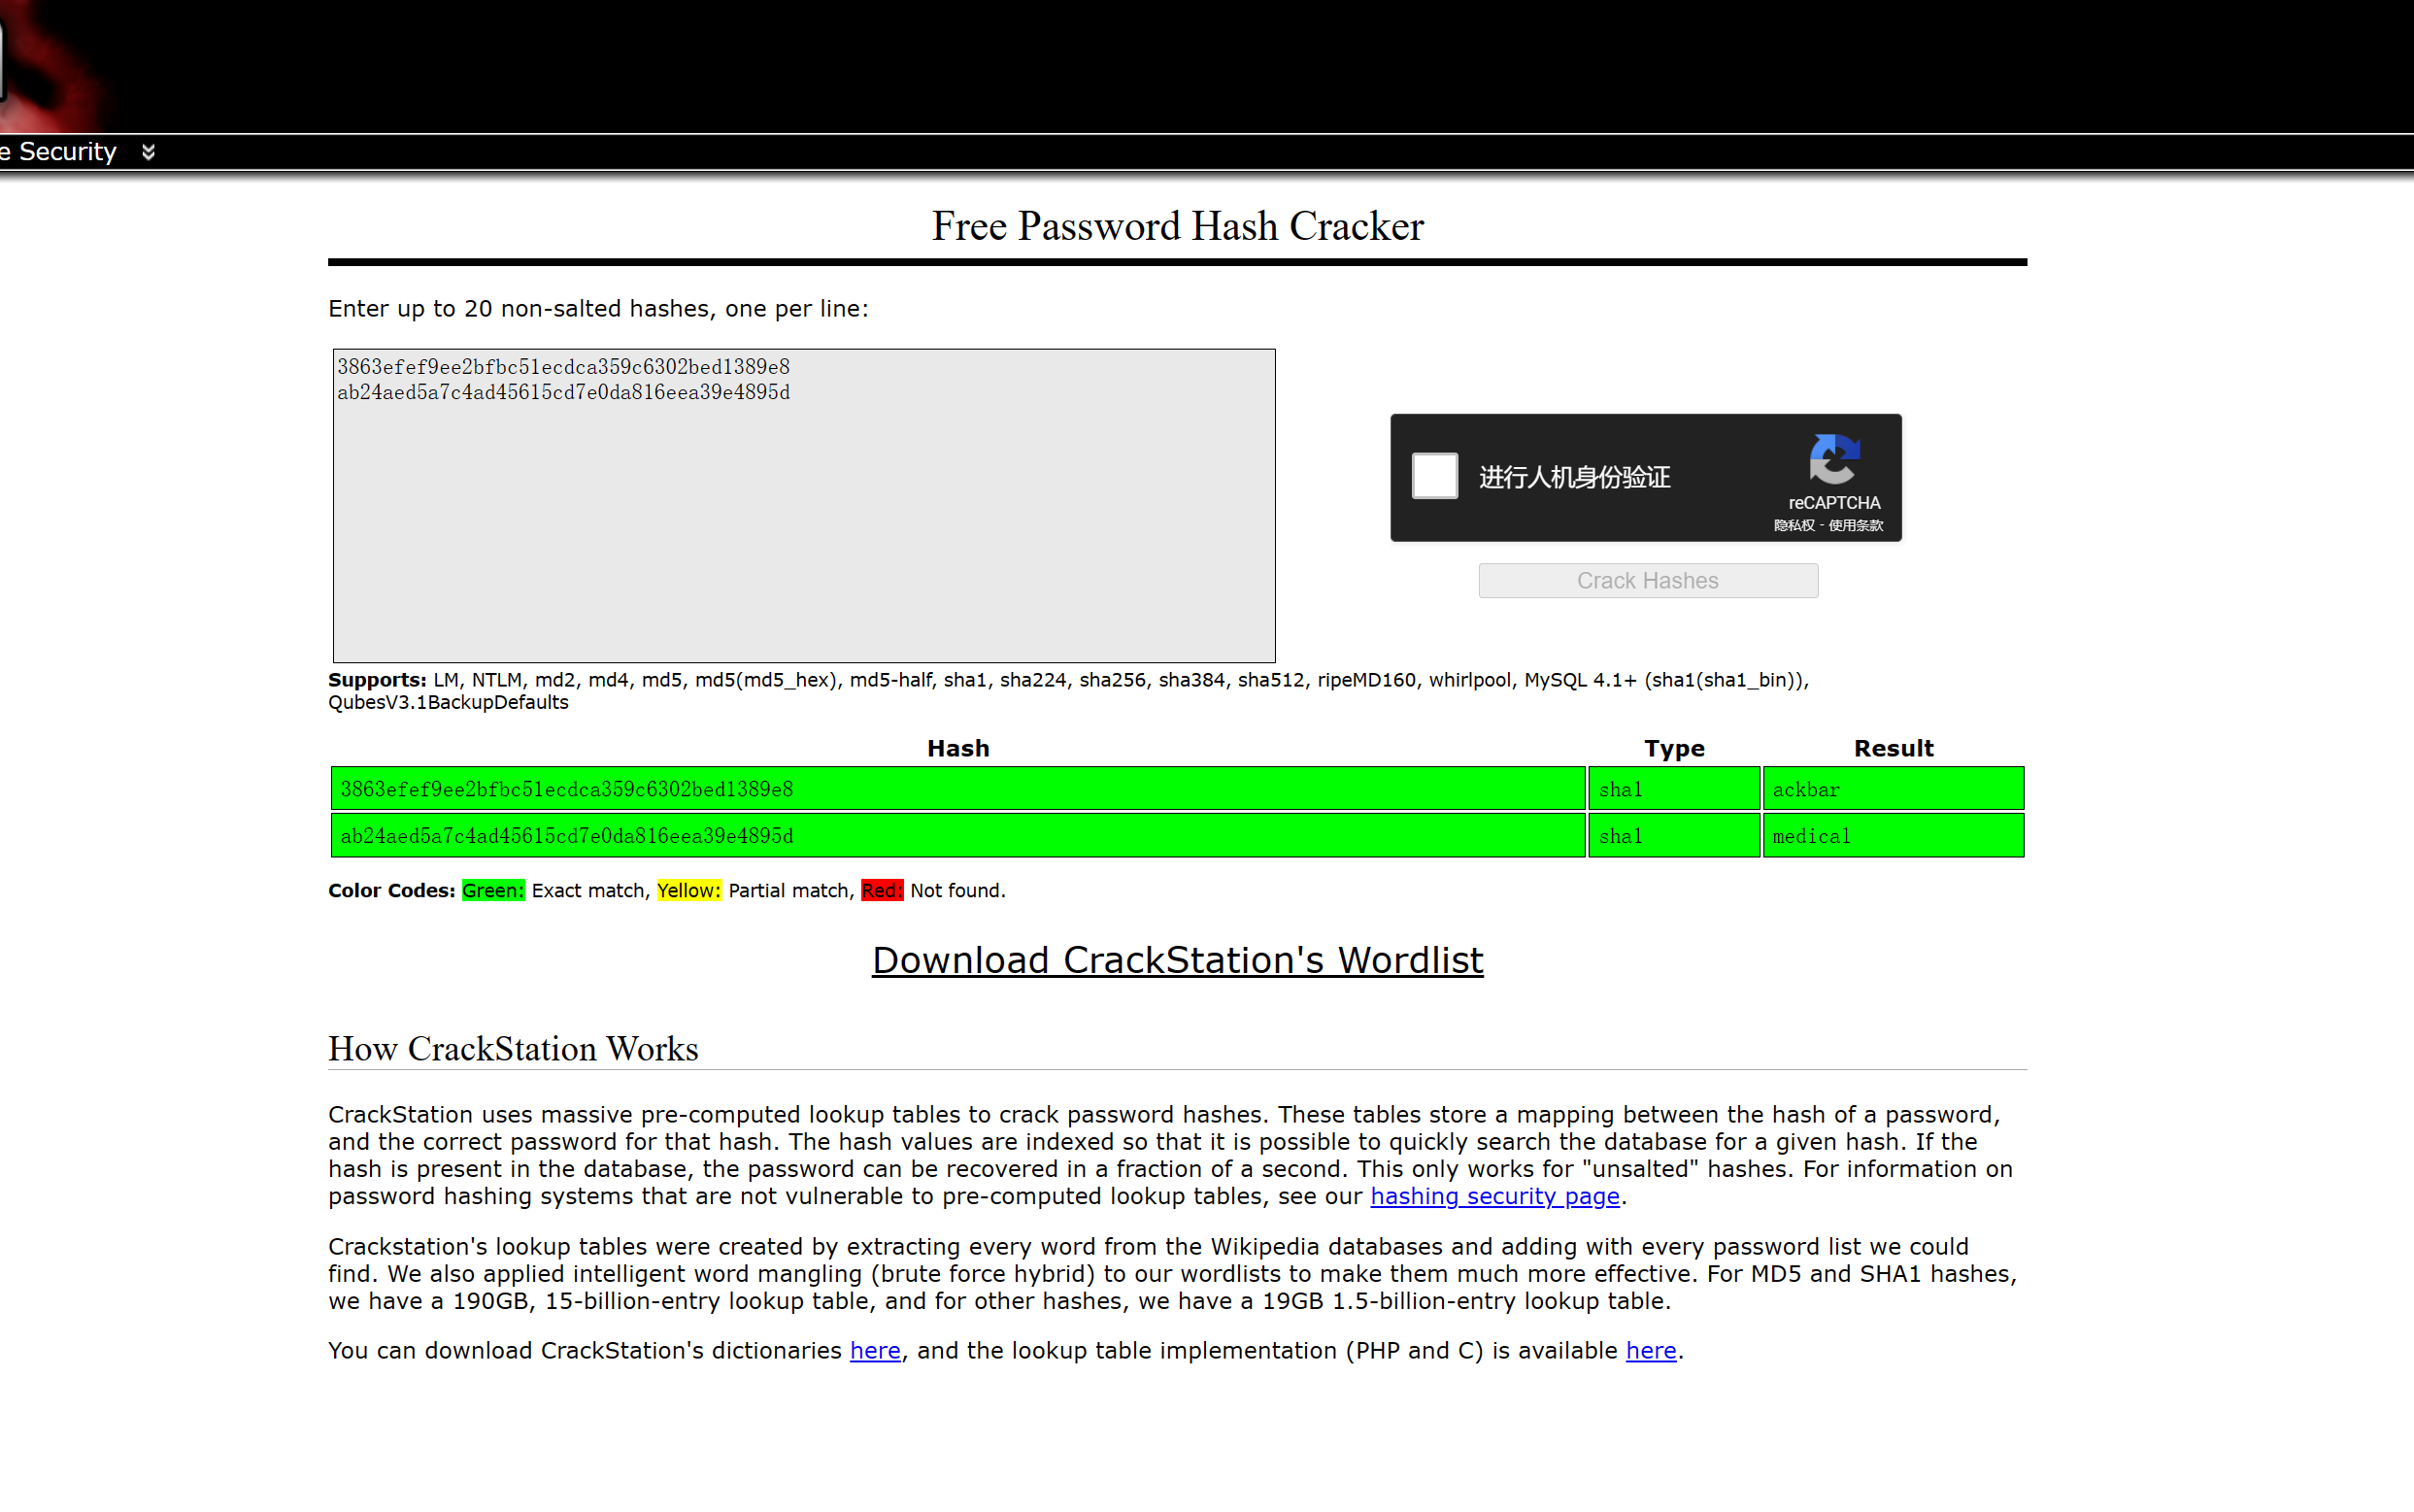 e Security
Free Password Hash Cracker
Enter up to 20 non-salted hashes, one per line:
3863efef9ee2bfbc51ecdca359c6302bed1389e8
ab24aed5a7c4ad45615cd7e0da816eea39e4895d
进行人机身份验证
reCAPTCHA
隐私权 - 使用条款
Crack Hashes
Supports: LM, NTLM, md2, md4, md5, md5(md5_hex), md5-half, sha1, sha224, sha256, sha384, sha512, ripeMD160, whirlpool, MySQL 4.1+ (sha1(sha1_bin)),
QubesV3.1BackupDefaults
Hash Type Result
3863efef9ee2bfbc51ecdca359c6302bed1389e8 sha1 ackbar
ab24aed5a7c4ad45615cd7e0da816eea39e4895d sha1 medical
Color Codes: Green: Exact match, Yellow: Partial match, Red: Not found.
Download CrackStation's Wordlist
How CrackStation Works
CrackStation uses massive pre-computed lookup tables to crack password hashes. These tables store a mapping between the hash of a password,
and the correct password for that hash. The hash values are indexed so that it is possible to quickly search the database for a given hash. If the
hash is present in the database, the password can be recovered in a fraction of a second. This only works for "unsalted" hashes. For information on
password hashing systems that are not vulnerable to pre-computed lookup tables, see our hashing security page.
Crackstation's lookup tables were created by extracting every word from the Wikipedia databases and adding with every password list we could
find. We also applied intelligent word mangling (brute force hybrid) to our wordlists to make them much more effective. For MD5 and SHA1 hashes,
we have a 190GB, 15-billion-entry lookup table, and for other hashes, we have a 19GB 1.5-billion-entry lookup table.
You can download CrackStation's dictionaries here, and the lookup table implementation (PHP and C) is available here.